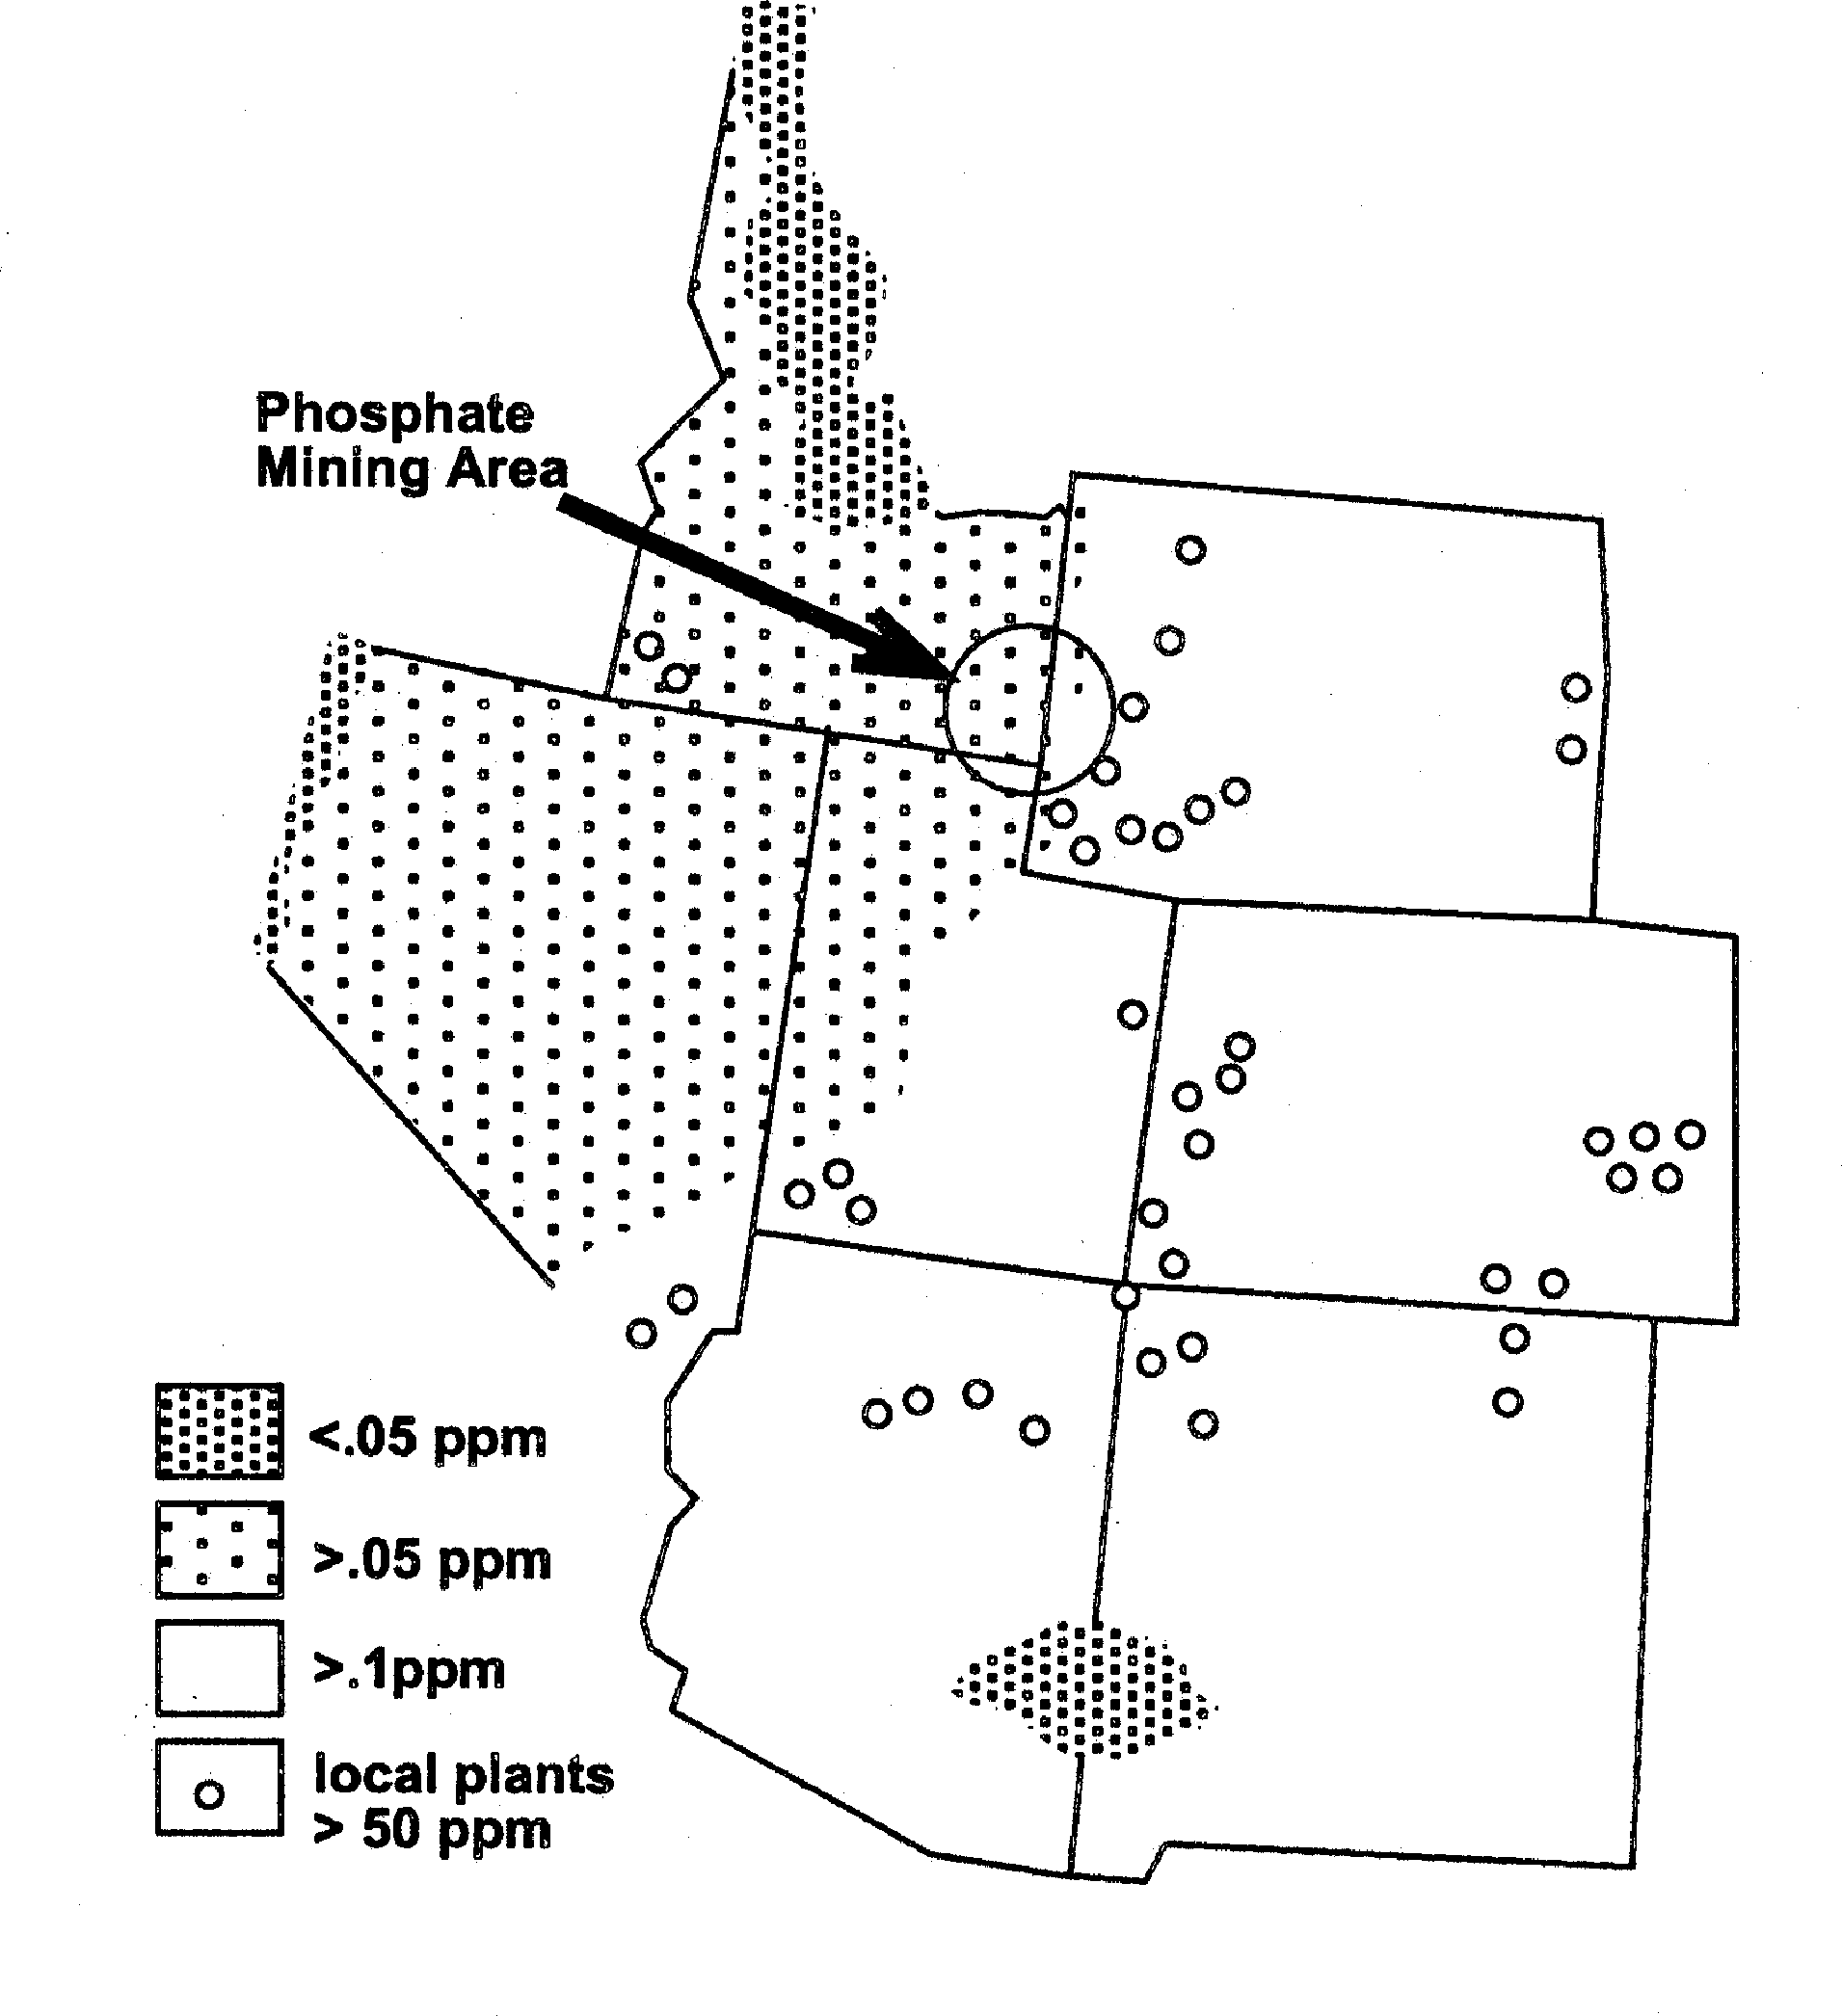 Phosphate
Mining Area
<.05 ppm
>.05 ppm
>.1ppm
local plants
> 50 ppm